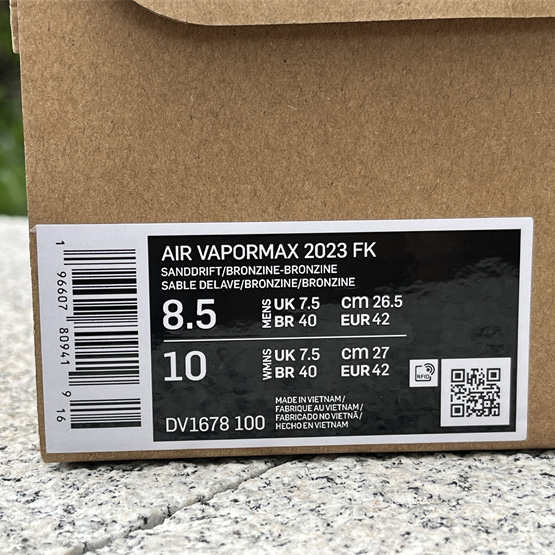 AIR VAPORMAX 2023 FK
SANDDRIFT/BRONZINE-BRONZINE
SABLE DELAVE/BRONZINE/BRONZINE
8.5 MENS UK 7.5 cm 26.5
BR 40 EUR 42
10 WMNS UK 7.5 cm 27
BR 40 EUR 42
RFID
DV1678 100
MADE IN VIETNAM /
FABRIQUE AU VIETNAM /
FABRICADO NO VIETNÃ /
HECHO EN VIETNAM
1 96607 80941 9 16